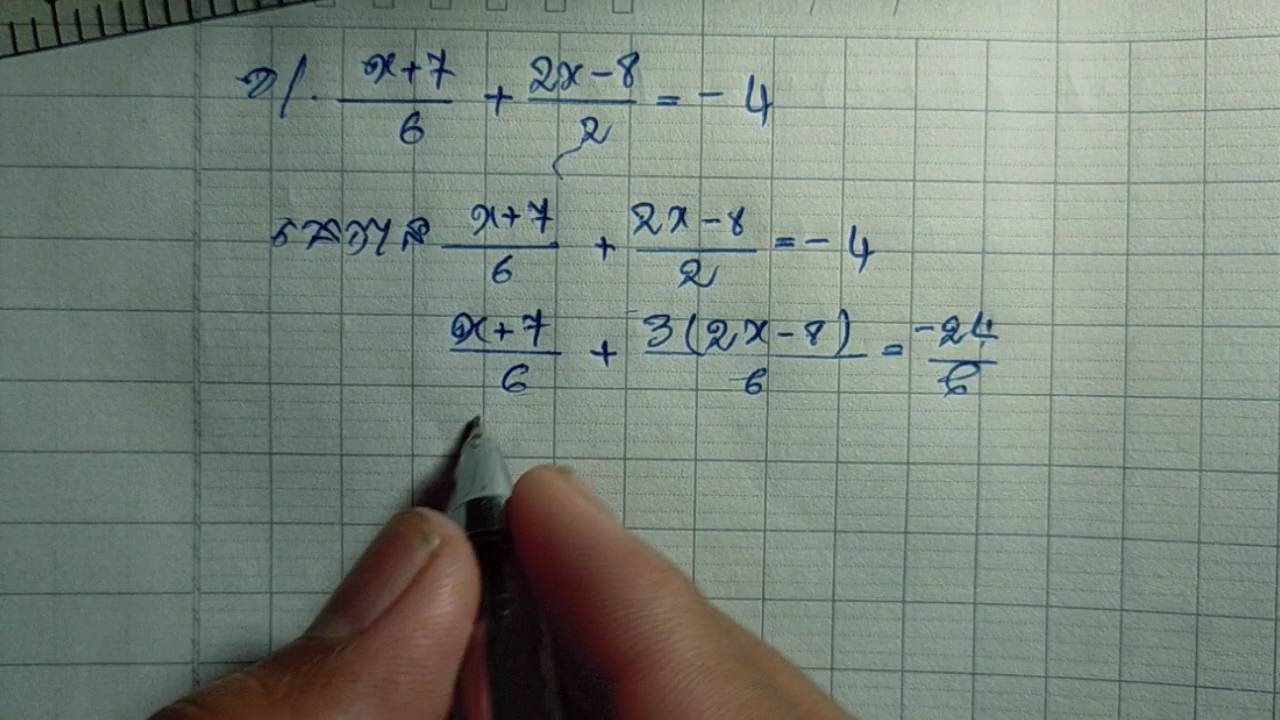 (x+7)/6 + (2x-8)/2 = -4
(x+7)/6 + (2x-8)/2 = -4
(x+7)/6 + 3(2x-8)/6 = -24/6